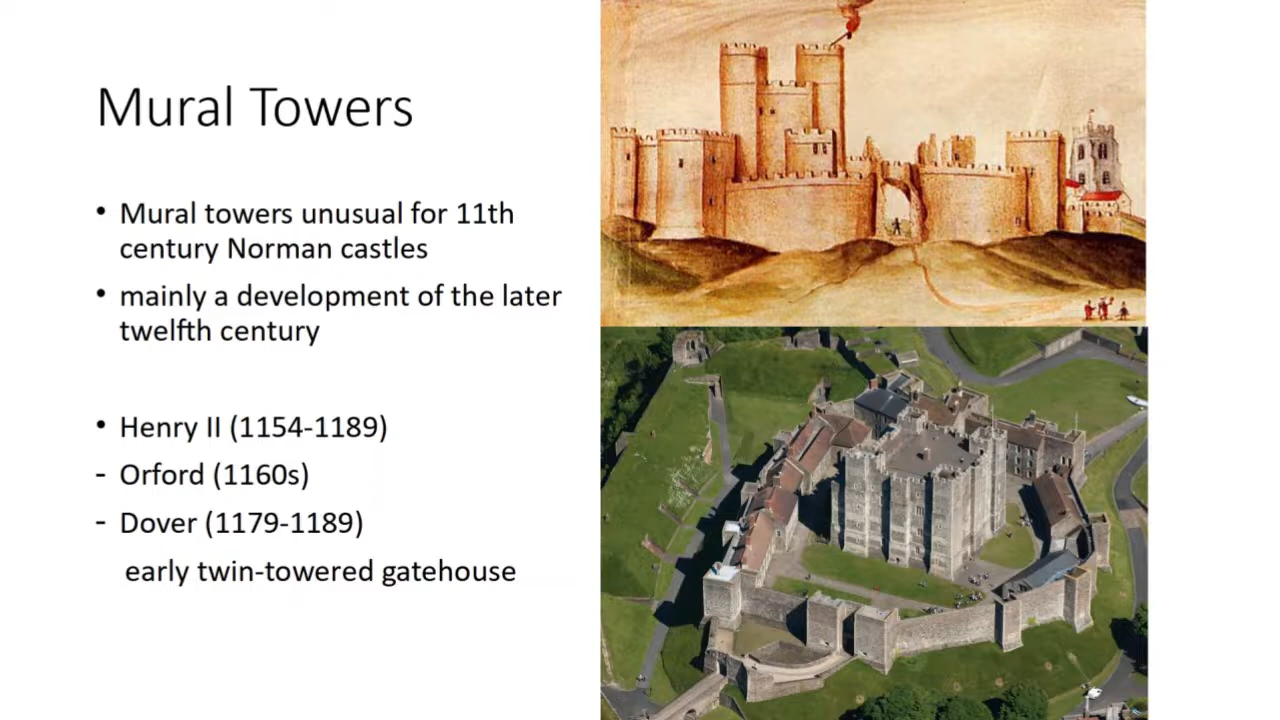 Mural Towers
• Mural towers unusual for 11th
century Norman castles
• mainly a development of the later
twelfth century
• Henry II (1154-1189)
- Orford (1160s)
- Dover (1179-1189)
early twin-towered gatehouse